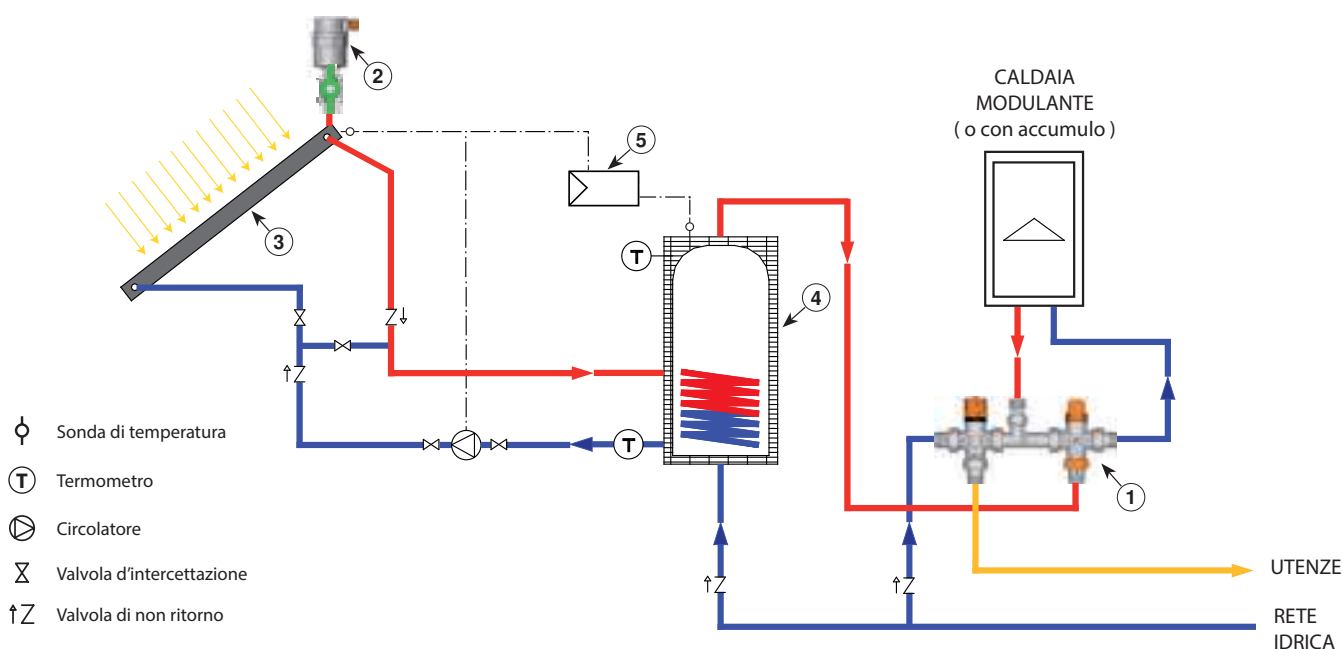 2
CALDAIA
MODULANTE
( o con accumulo )
5
3
T
4
Sonda di temperatura
T
T Termometro
1
Circolatore
UTENZE
Valvola d'intercettazione
Valvola di non ritorno
RETE
IDRICA